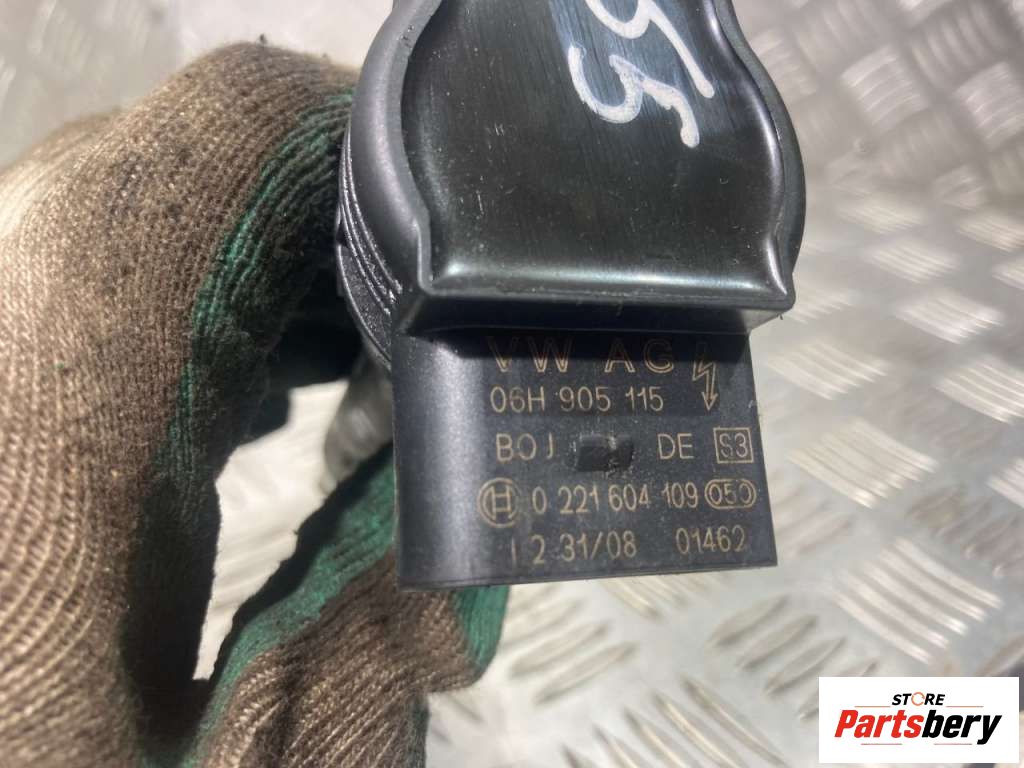 55
VW AG
06H 905 115
BOJ DE S3
H 0 221 604 109 050
1 2 31/08 01462
STORE
Partsbery